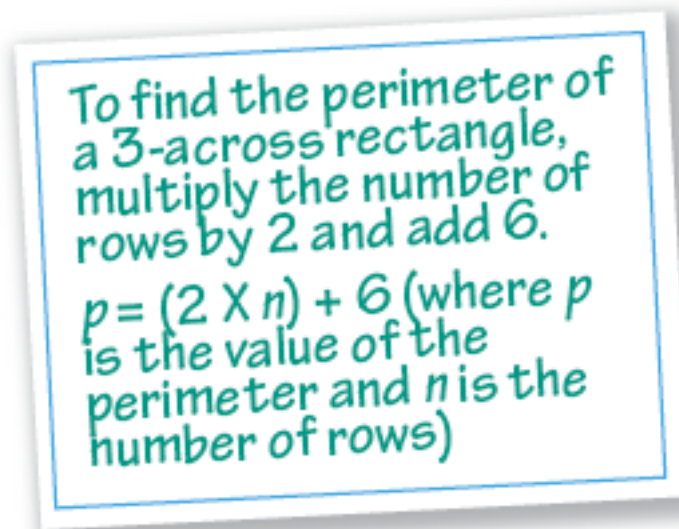 To find the perimeter of
a 3-across rectangle,
multiply the number of
rows by 2 and add 6.
p = (2 X n) + 6 (where p
is the value of the
perimeter and n is the
number of rows)